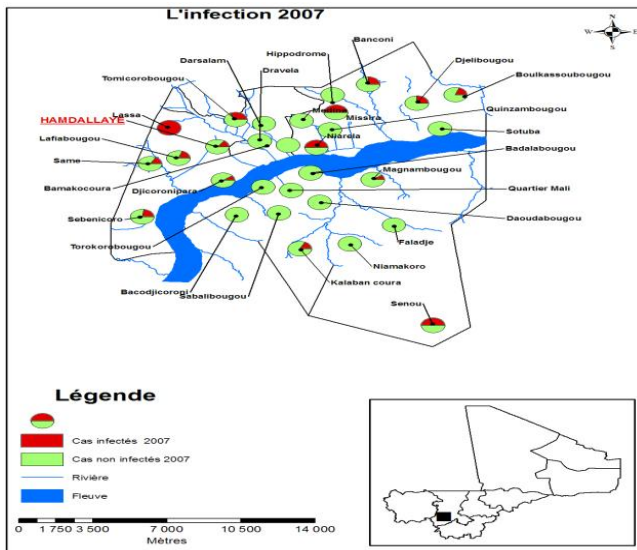 L'infection 2007
Banconi
Hippodrome
Darsalam
Djelibougou
Dravela
Boulkassoubougou
Tomicorobougou
Quinzambougou
Lassa
Missira
HAMDALLAYE
Niarela
Sotuba
Lafiabougou
Badalabougou
Same
Magnambougou
Bamakocoura
Djicoronipara
Quartier Mali
Sebenicoro
Daoudabougou
Torokorobougou
Faladje
Bacodjicoroni
Niamakoro
Sabalibougou
Kalaban coura
Senou
N
W
E
S
Légende
Cas infectés 2007
Cas non infectés 2007
Rivière
Fleuve
0 1 750 3 500 7 000 10 500 14 000
Mètres